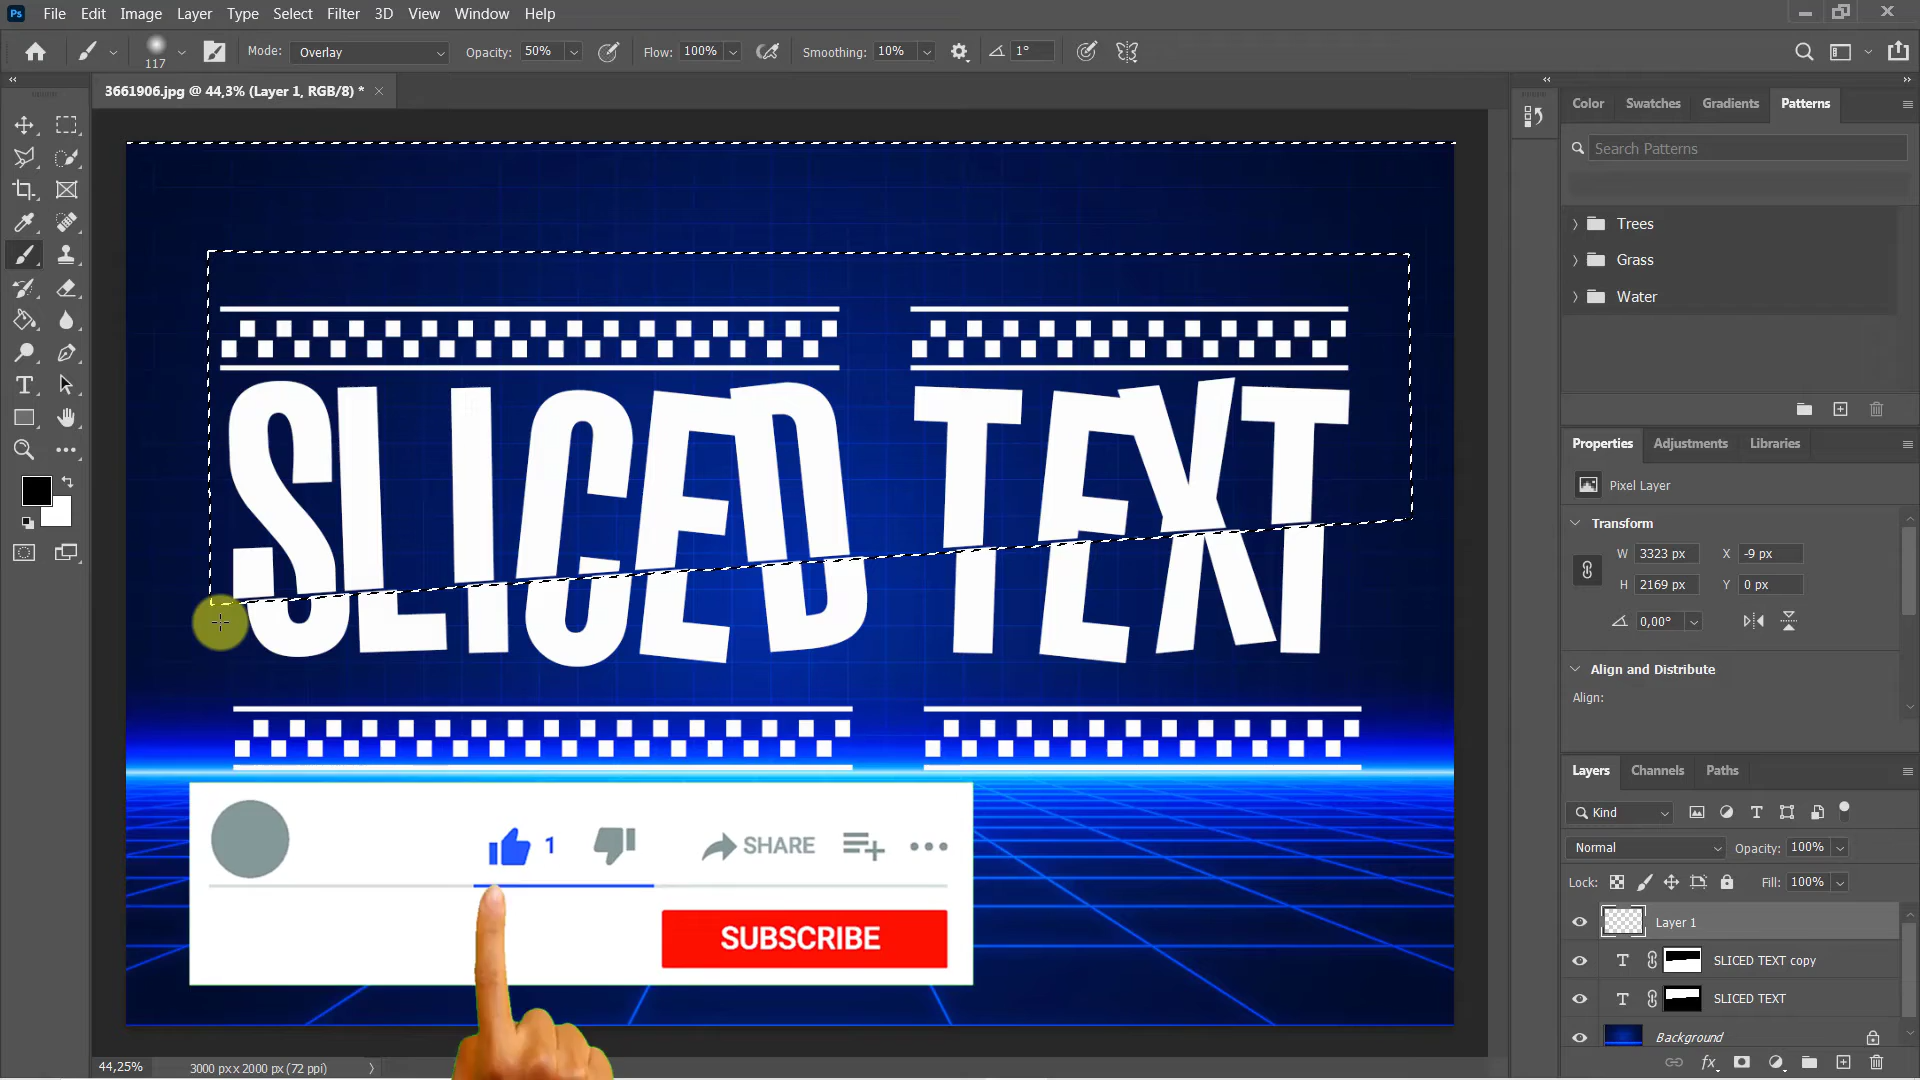 Ps File Edit Image Layer Type Select Filter 3D View Window Help
117 Mode: Overlay Opacity: 50% Flow: 100% Smoothing: 10% 1°
3661906.jpg @ 44,3% (Layer 1, RGB/8) *
Color Swatches Gradients Patterns
Search Patterns
Trees
Grass
Water
SLICED TEXT
Properties Adjustments Libraries
Pixel Layer
Transform
W 3323 px X -9 px
H 2169 px Y 0 px
0,00°
Align and Distribute
Align:
Layers Channels Paths
Kind
Normal Opacity: 100%
Lock: Fill: 100%
Layer 1
T SLICED TEXT copy
T SLICED TEXT
Background
fx
1 SHARE
SUBSCRIBE
44,25% 3000 px x 2000 px (72 ppi)